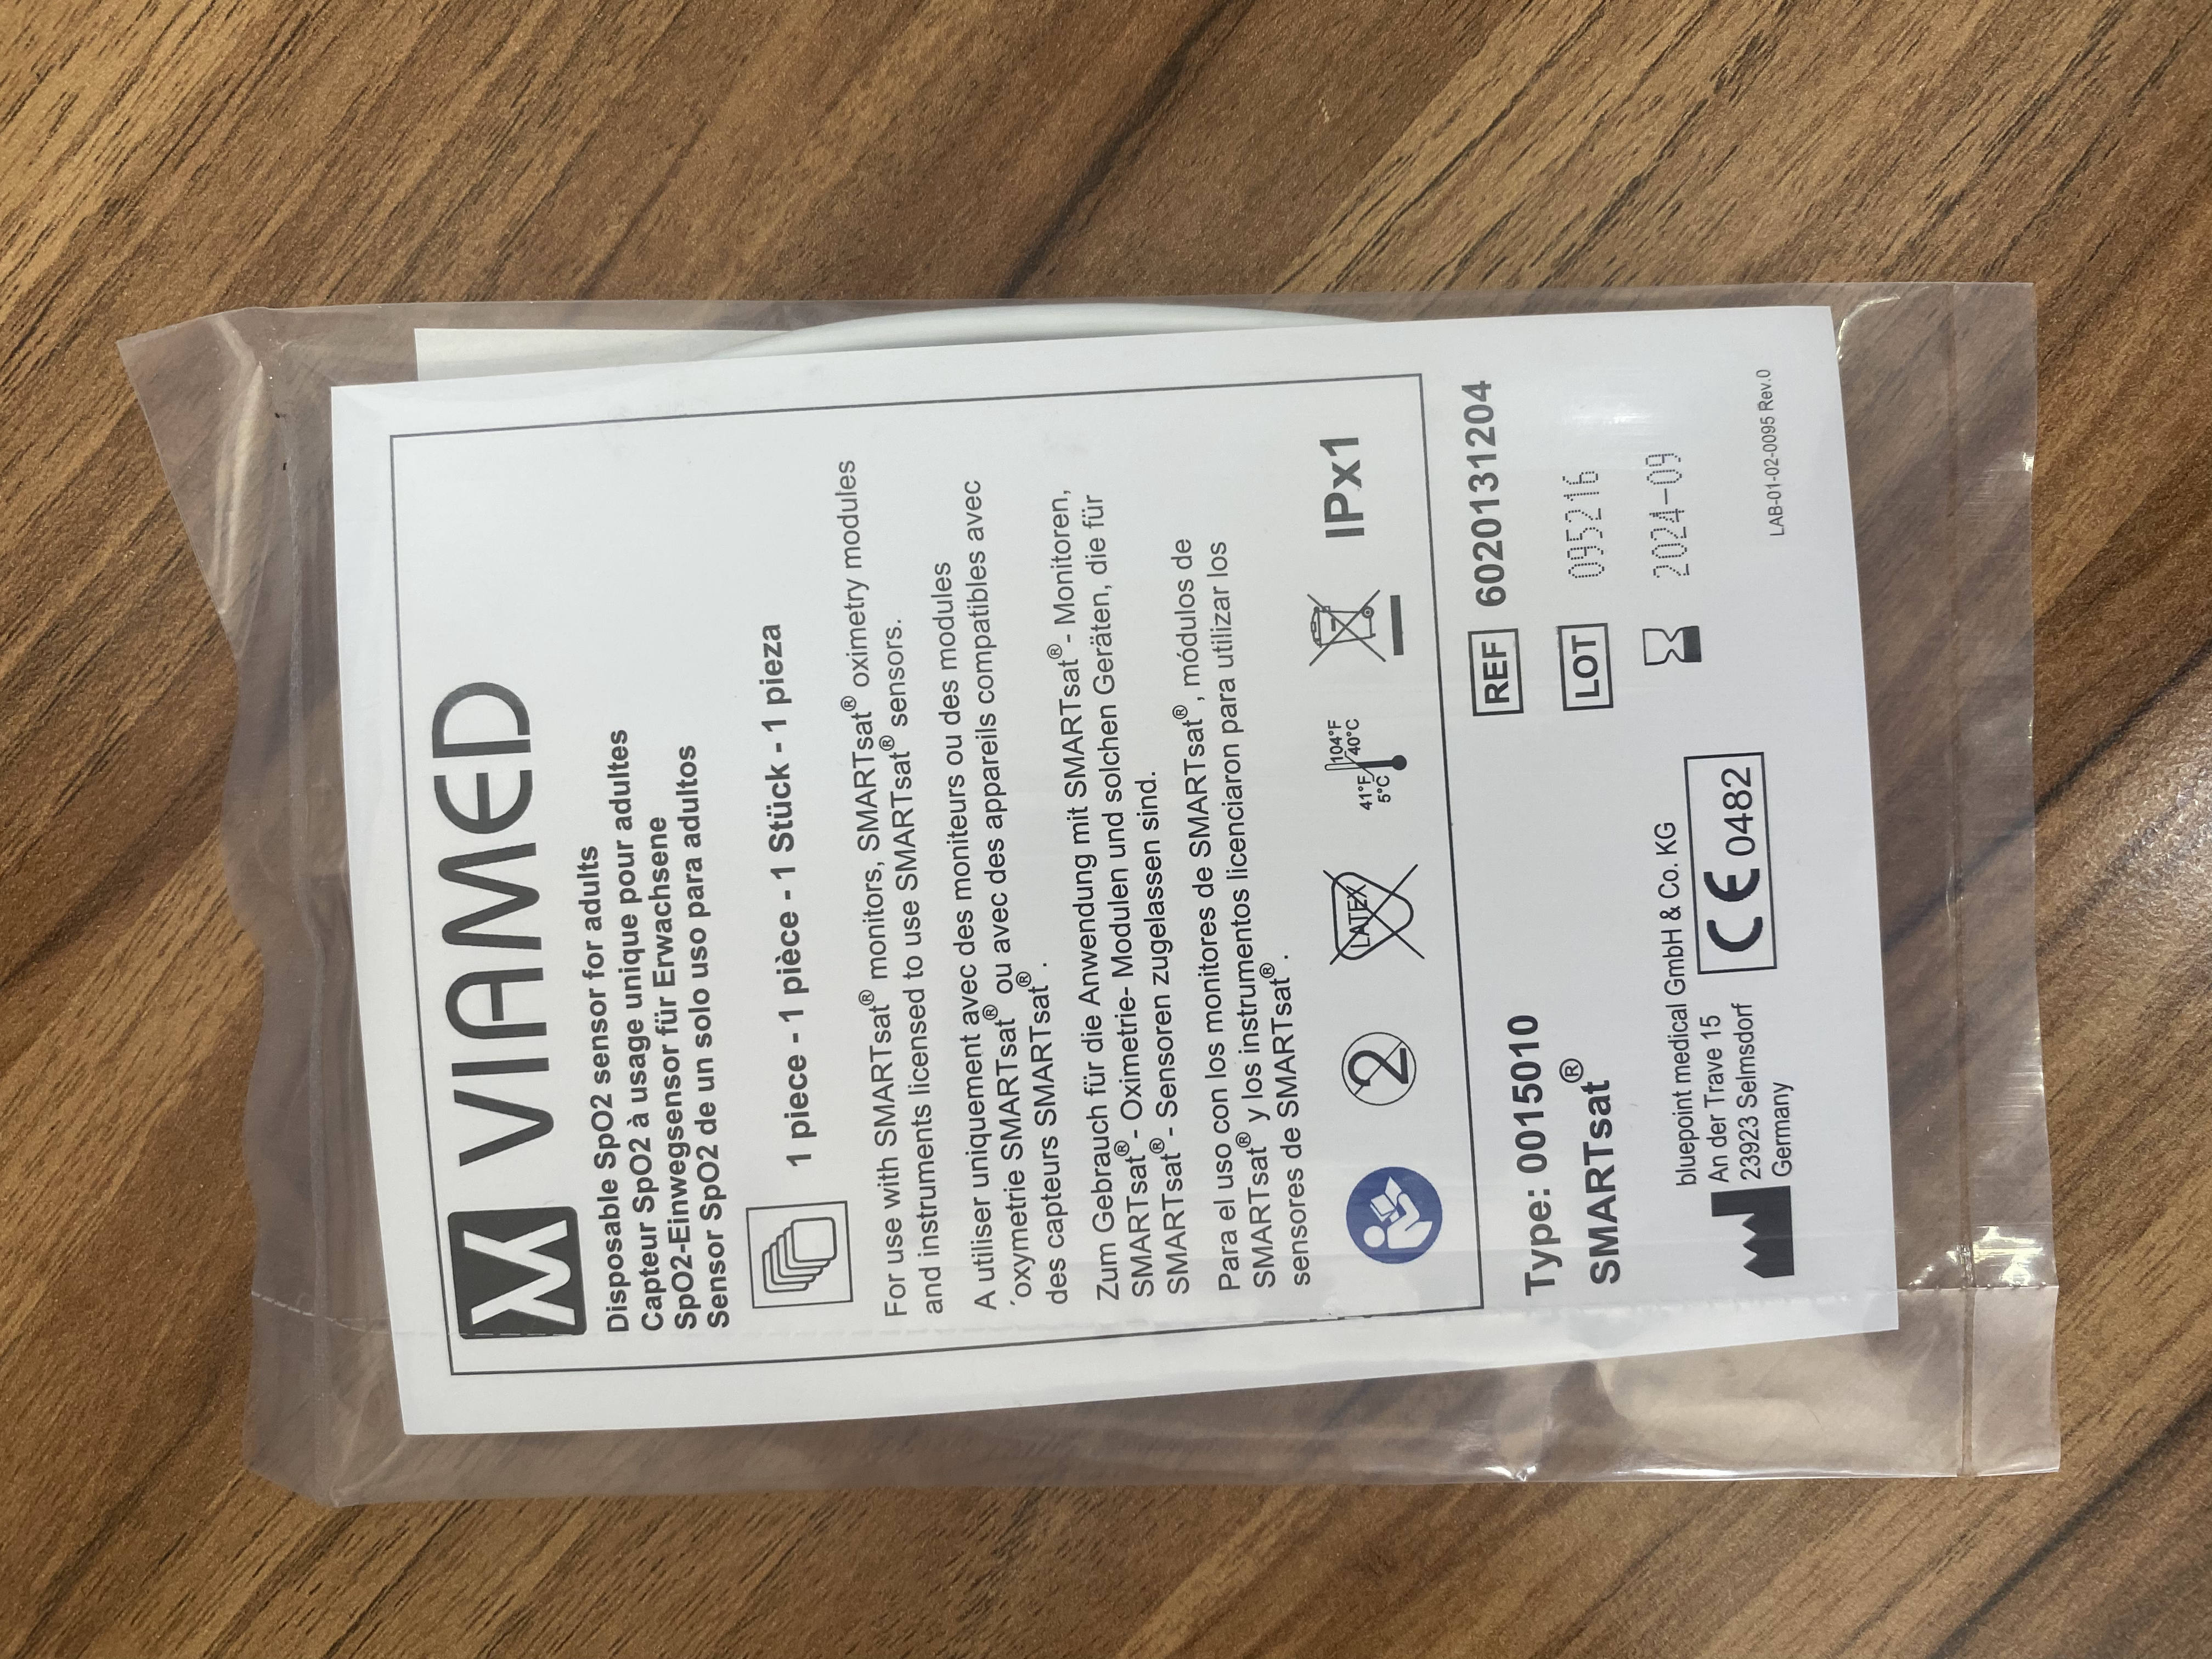 VIAMED
Disposable SpO2 sensor for adults
Capteur SpO2 à usage unique pour adultes
SpO2-Einwegsensor für Erwachsene
Sensor SpO2 de un solo uso para adultos
1 piece - 1 pièce - 1 Stück - 1 pieza
For use with SMARTsat® monitors, SMARTsat® oximetry modules
and instruments licensed to use SMARTsat® sensors.
A utiliser uniquement avec des moniteurs ou des modules
´oxymetrie SMARTsat® ou avec des appareils compatibles avec
des capteurs SMARTsat® .
Zum Gebrauch für die Anwendung mit SMARTsat® - Monitoren,
SMARTsat® - Oximetrie- Modulen und solchen Geräten, die für
SMARTsat® - Sensoren zugelassen sind.
Para el uso con los monitores de SMARTsat® , módulos de
SMARTsat® y los instrumentos licenciaron para utilizar los
sensores de SMARTsat® .
2
LATEX
41°F
5°C
104°F
40°C
IPx1
Type: 0015010
SMARTsat®
REF 6020131204
LOT 095216
2024-09
bluepoint medical GmbH & Co. KG
An der Trave 15
23923 Selmsdorf
Germany
CE 0482
LAB-01-02-0095 Rev.0